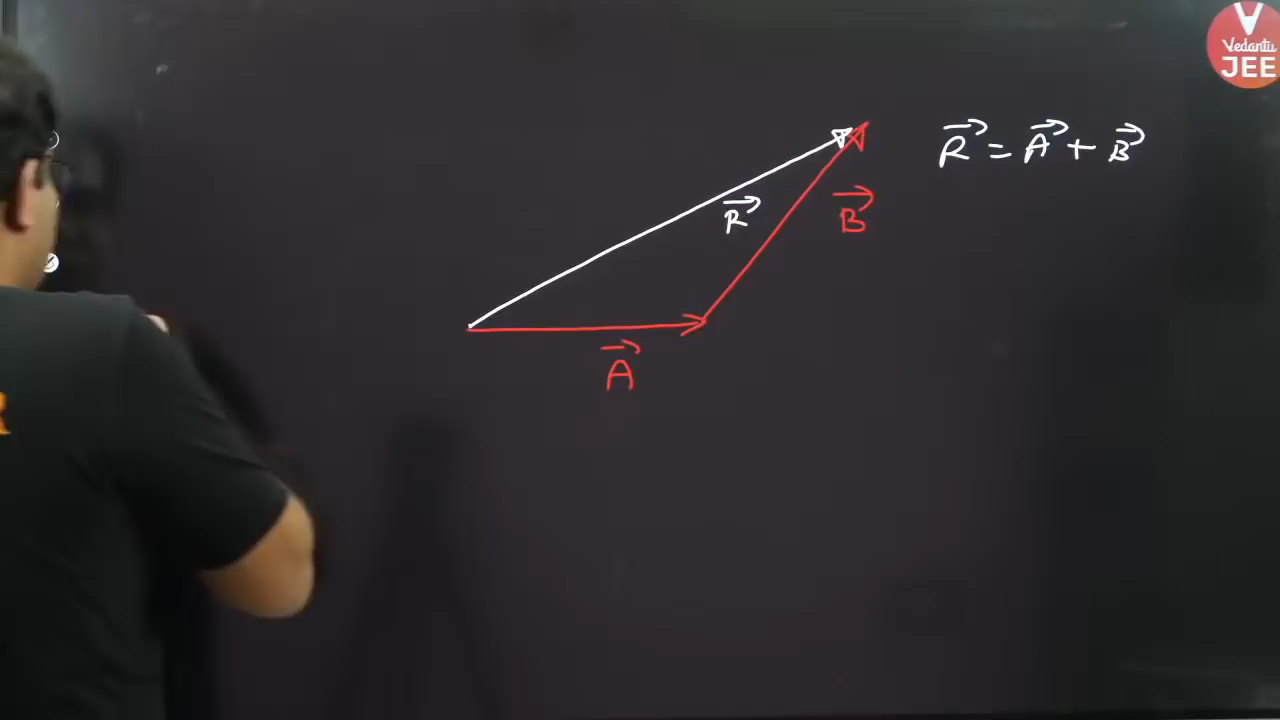 R⃗ = A⃗ + B⃗
R⃗
B⃗
A⃗
Vedantu
JEE